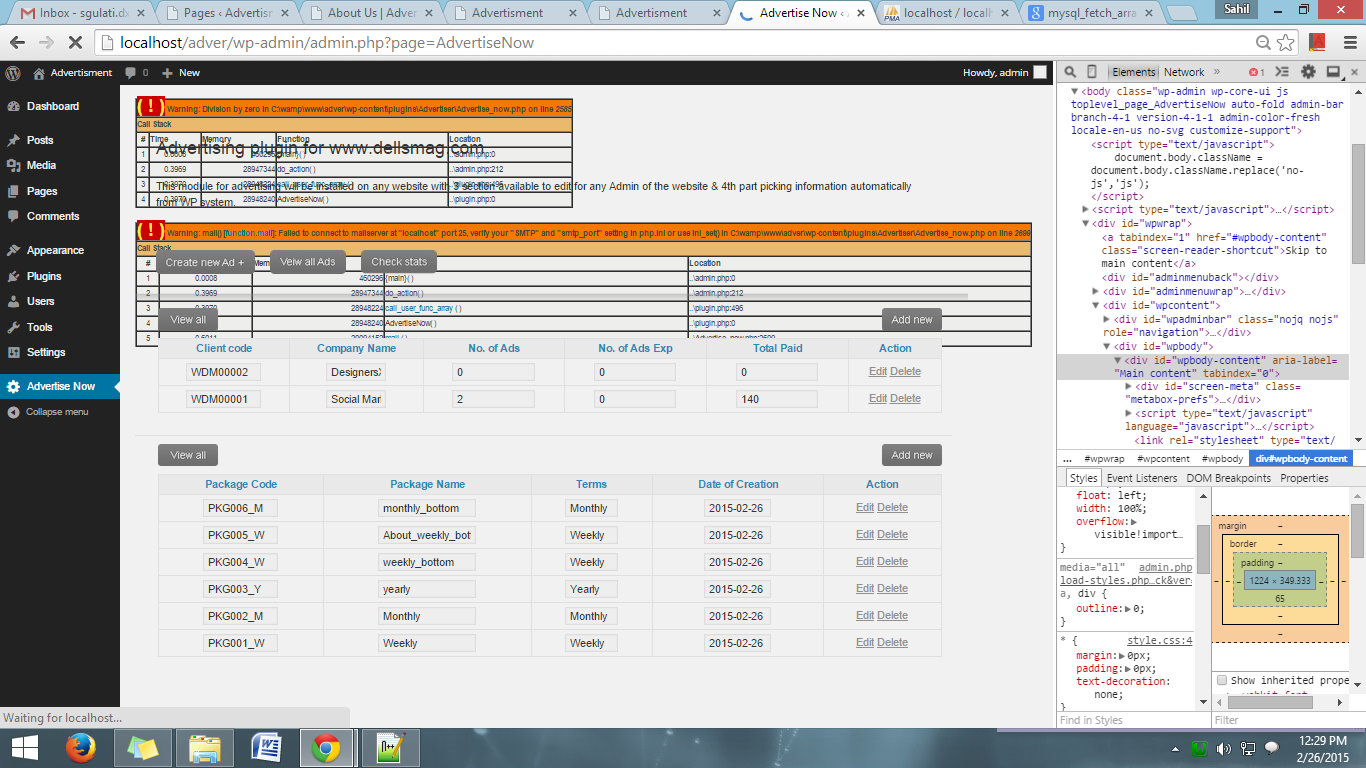 Inbox - sgulati.dx
Pages ‹ Advertisn
About Us | Adver
Advertisment
Advertisment
Advertise Now ‹ A
localhost / localh
mysql_fetch_arra
Sahil
localhost/adver/wp-admin/admin.php?page=AdvertiseNow
Advertisment 0 New
Howdy, admin
Dashboard
Posts
Media
Pages
Comments
Appearance
Plugins
Users
Tools
Settings
Advertise Now
Collapse menu
( ! ) Warning: Division by zero in C:\wamp\www\adver\wp-content\plugins\Advertiser\Advertise_now.php on line 2585
Call Stack
# Time Memory Function Location
Advertising plugin for www.dellsmag.com
1 0.0008 460296 {main}( ) ..\admin.php:0
2 0.3969 28947344 do_action( ) ..\admin.php:212
3 0.3970 28948224 call_user_func_array ( ) ..\plugin.php:496
This module for advertising will be installed on any website with 3 section available to edit for any Admin of the website & 4th part picking information automatically
4 0.3970 28948240 AdvertiseNow( ) ..\plugin.php:0
from WP system.
( ! ) Warning: mail() [function.mail]: Failed to connect to mailserver at "localhost" port 25, verify your "SMTP" and "smtp_port" setting in php.ini or use ini_set() in C:\wamp\www\adver\wp-content\plugins\Advertiser\Advertise_now.php on line 2699
Call Stack
# Location
Create new Ad + Veiw all Ads Check stats
1 0.0008 460296 {main}( ) ..\admin.php:0
2 0.3969 28947344 do_action( ) ..\admin.php:212
3 0.3970 28948224 call_user_func_array ( ) ..\plugin.php:496
4 28948240 AdvertiseNow( ) ..\plugin.php:0
View all Add new
5
Client code Company Name No. of Ads No. of Ads Exp Total Paid Action
WDM00002 DesignersX 0 0 0 Edit Delete
WDM00001 Social Mar 2 0 140 Edit Delete
View all Add new
Package Code Package Name Terms Date of Creation Action
PKG006_M monthly_bottom Monthly 2015-02-26 Edit Delete
PKG005_W About_weekly_bot Weekly 2015-02-26 Edit Delete
PKG004_W weekly_bottom Weekly 2015-02-26 Edit Delete
PKG003_Y yearly Yearly 2015-02-26 Edit Delete
PKG002_M Monthly Monthly 2015-02-26 Edit Delete
PKG001_W Weekly Weekly 2015-02-26 Edit Delete
Waiting for localhost...
Elements Network » 1
<body class="wp-admin wp-core-ui js
toplevel_page_AdvertiseNow auto-fold admin-bar
branch-4-1 version-4-1-1 admin-color-fresh
locale-en-us no-svg customize-support">
<script type="text/javascript">
document.body.className =
document.body.className.replace('no-
js','js');
</script>
<script type="text/javascript">…</script>
<div id="wpwrap">
<a tabindex="1" href="#wpbody-content"
class="screen-reader-shortcut">Skip to
main content</a>
<div id="adminmenuback"></div>
<div id="adminmenuwrap">…</div>
<div id="wpcontent">
<div id="wpadminbar" class="nojq nojs"
role="navigation">…</div>
<div id="wpbody">
<div id="wpbody-content" aria-label=
"Main content" tabindex="0">
<div id="screen-meta" class=
"metabox-prefs">…</div>
<script type="text/javascript"
language="javascript">…</script>
<link rel="stylesheet" type="text/
... #wpwrap #wpcontent #wpbody div#wpbody-content
Styles Event Listeners DOM Breakpoints Properties
float: left;
width: 100%;
overflow:
visible!import…
}
media="all" admin.php
load-styles.php…ck&ver
a, div {
outline: 0;
}
* { style.css:4
margin: 0px;
padding: 0px;
text-decoration:
none;
}
Find in Styles
margin –
border –
padding –
– – – 1224 × 349.333 – – –
65
–
–
Show inherited prope
Filter
12:29 PM
2/26/2015